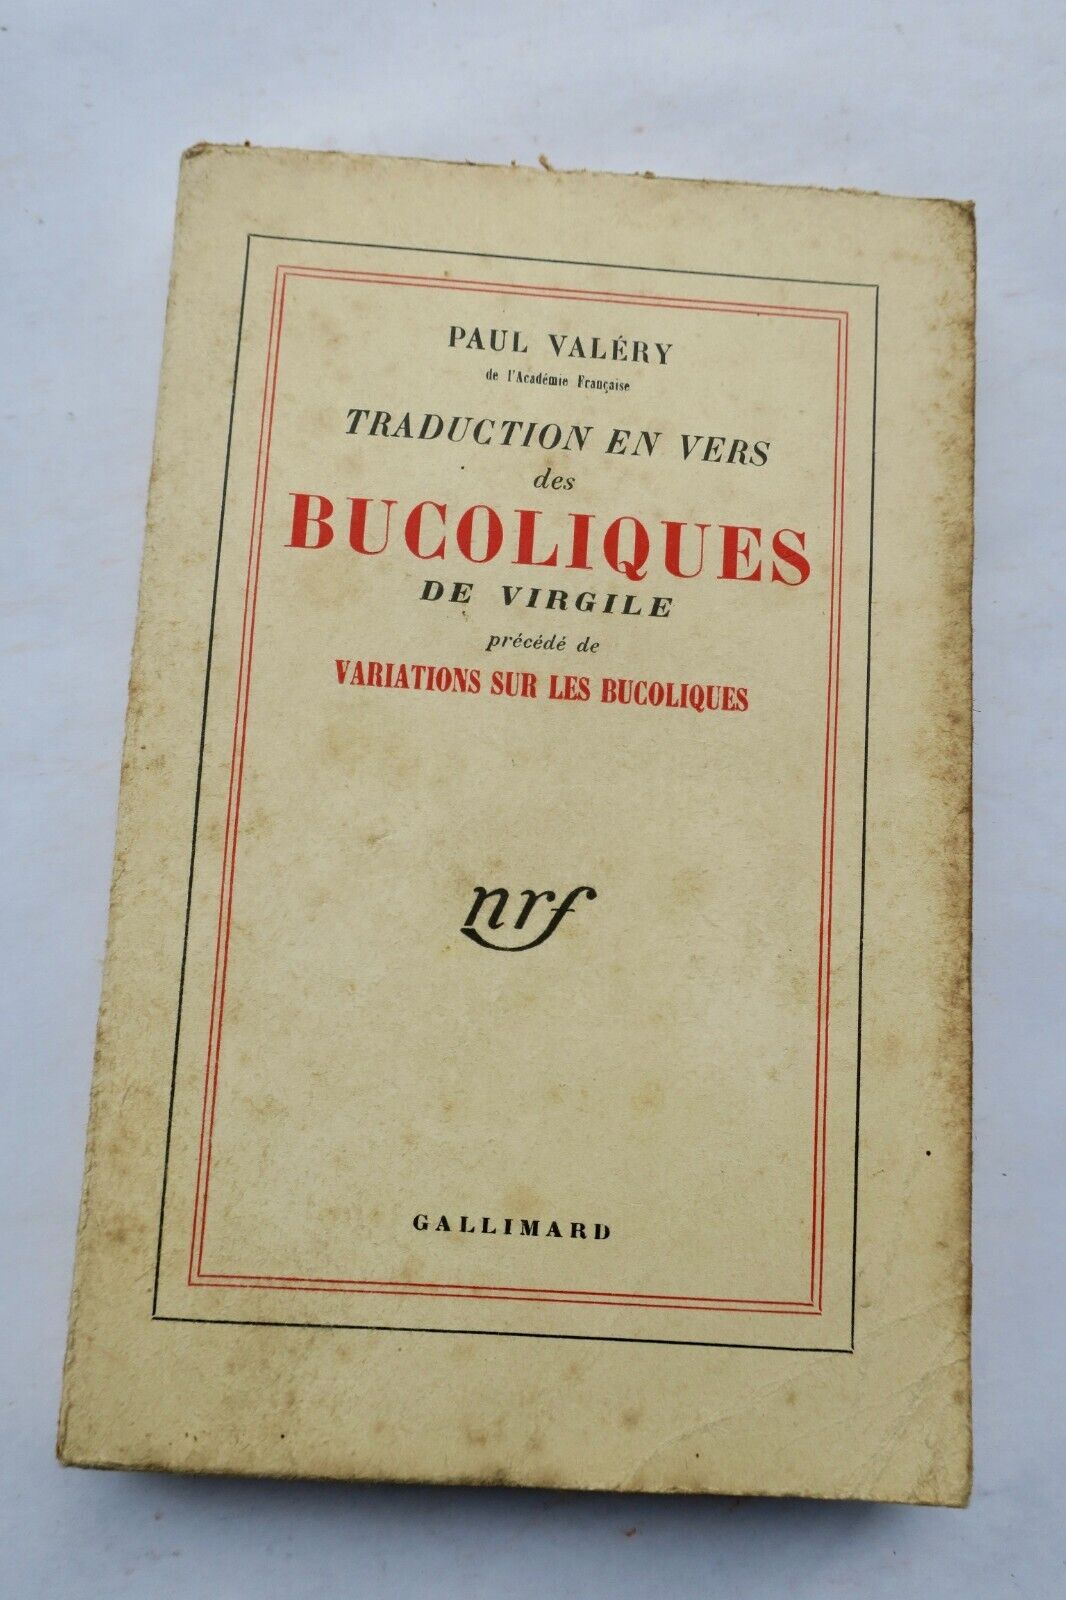 PAUL VALÉRY
de l'Académie Française
TRADUCTION EN VERS
des
BUCOLIQUES
DE VIRGILE
précédé de
VARIATIONS SUR LES BUCOLIQUES
nrf
GALLIMARD